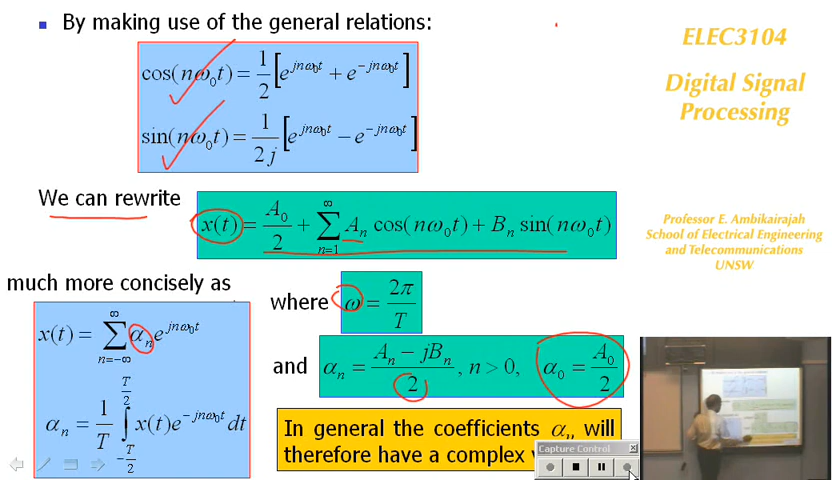 ▪ By making use of the general relations:
cos(nω₀t) = 1/2 [e^{jnω₀t} + e^{-jnω₀t}]
sin(nω₀t) = 1/2j [e^{jnω₀t} − e^{-jnω₀t}]
We can rewrite
x(t) = A₀/2 + ∑_{n=1}^{∞} Aₙ cos(nω₀t) + Bₙ sin(nω₀t)
much more concisely as
x(t) = ∑_{n=-∞}^{∞} αₙ e^{jnω₀t}
αₙ = 1/T ∫_{-T/2}^{T/2} x(t)e^{-jnω₀t} dt
where ω = 2π/T
and αₙ = (Aₙ − jBₙ)/2, n > 0, α₀ = A₀/2
In general the coefficients αₙ will
therefore have a complex
ELEC3104
Digital Signal
Processing
Professor E. Ambikairajah
School of Electrical Engineering
and Telecommunications
UNSW
Capture Control